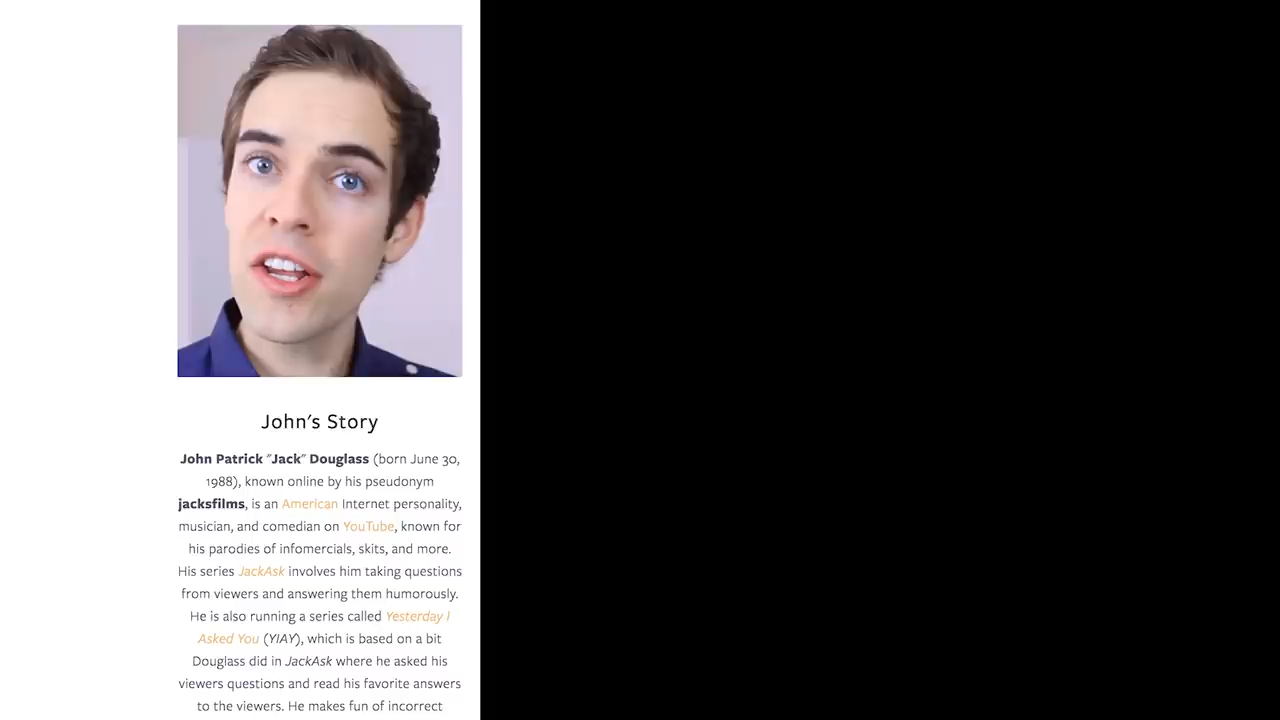 John's Story
John Patrick "Jack" Douglass (born June 30,
1988), known online by his pseudonym
jacksfilms, is an American Internet personality,
musician, and comedian on YouTube, known for
his parodies of infomercials, skits, and more.
His series JackAsk involves him taking questions
from viewers and answering them humorously.
He is also running a series called Yesterday I
Asked You (YIAY), which is based on a bit
Douglass did in JackAsk where he asked his
viewers questions and read his favorite answers
to the viewers. He makes fun of incorrect